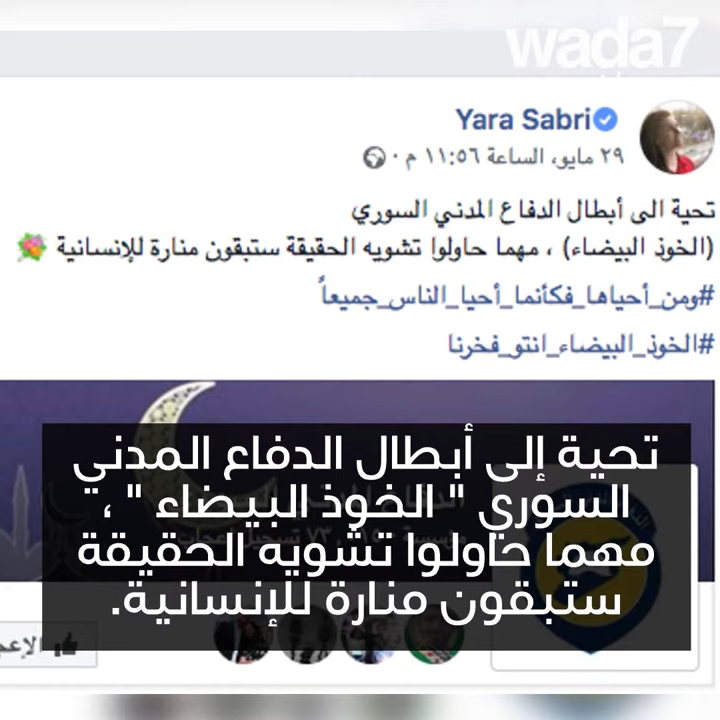 wada7
Yara Sabri
٢٩ مايو، الساعة ١١:٥٦ م ·
تحية الى أبطال الدفاع المدني السوري
(الخوذ البيضاء) ، مهما حاولوا تشويه الحقيقة ستبقون منارة للإنسانية 💐
#ومن_أحياها_فكأنما_أحيا_الناس_جميعاً
#الخوذ_البيضاء_انتو_فخرنا
تحية إلى أبطال الدفاع المدني
السوري " الخوذ البيضاء " ،
مهما حاولوا تشويه الحقيقة
ستبقون منارة للإنسانية.